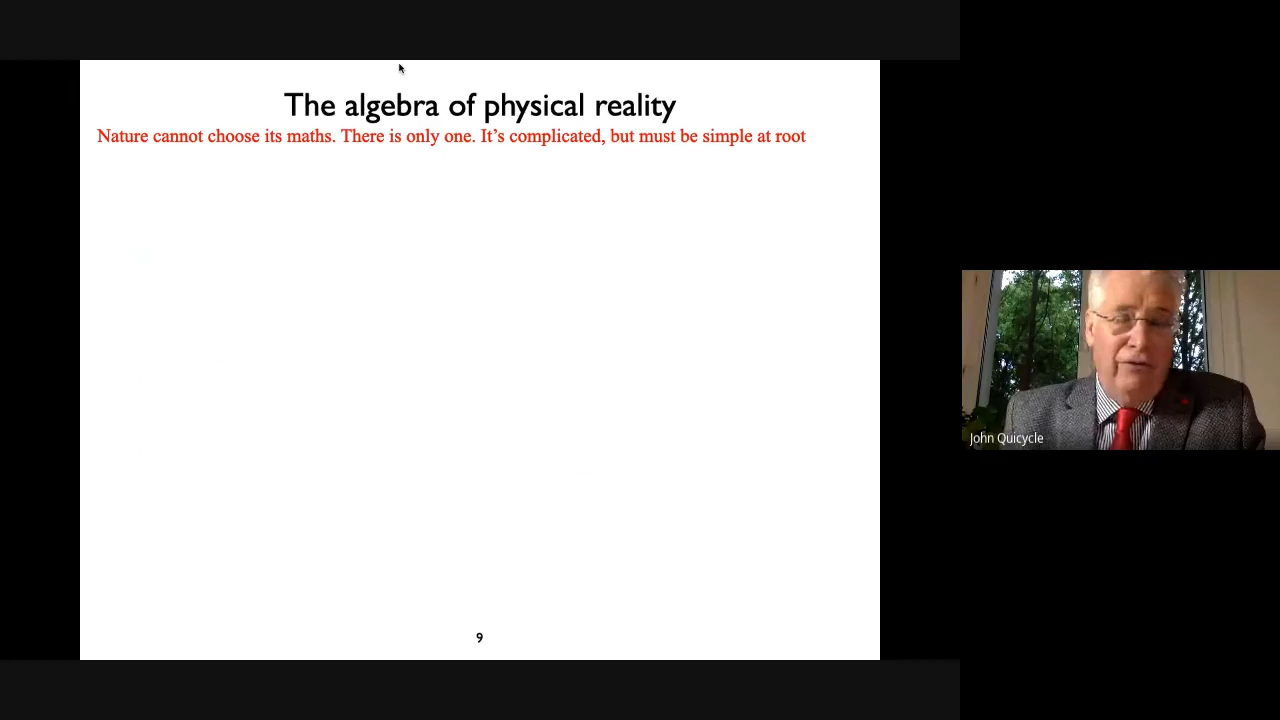 The algebra of physical reality
Nature cannot choose its maths. There is only one. It’s complicated, but must be simple at root
John Quicycle
9